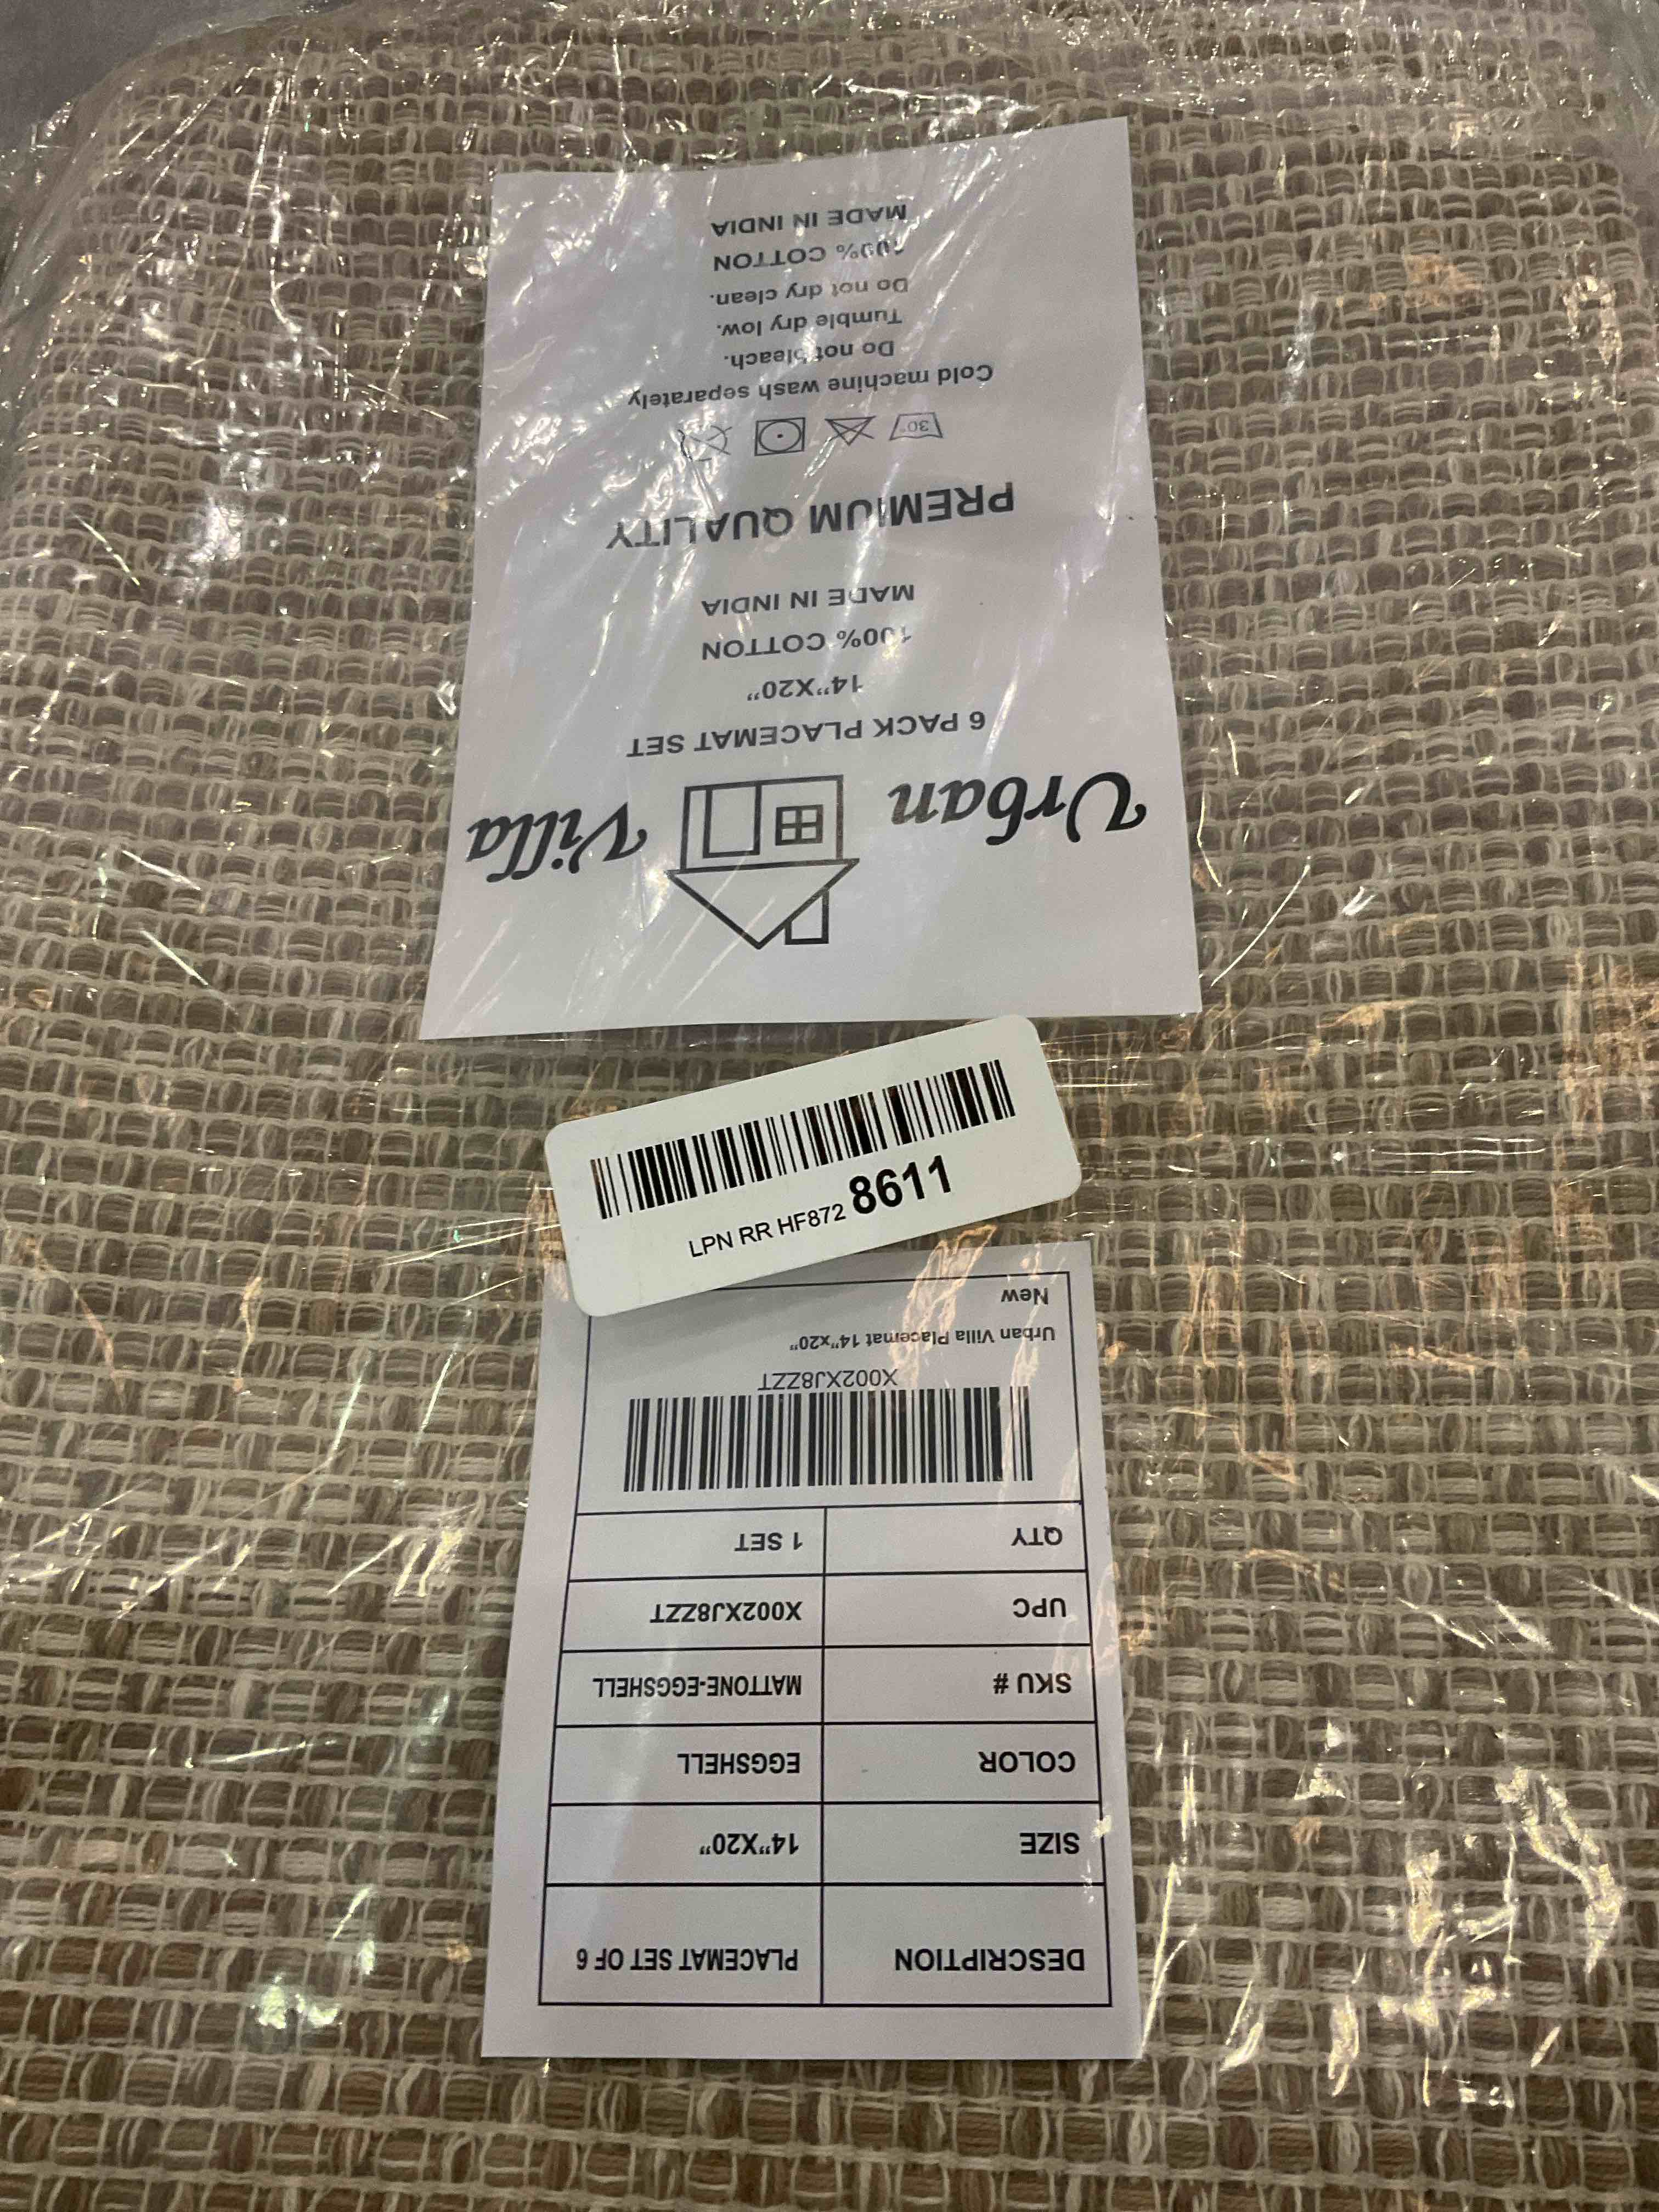 DESCRIPTION PLACEMAT SET OF 6
SIZE 14”X20”
COLOR EGGSHELL
SKU # MATTONE-EGGSHELL
UPC X002XJ8ZZT
QTY 1 SET
X002XJ8ZZT
Urban Villa Placemat 14"x20"
New
LPN RR HF872 8611
Urban Villa
6 PACK PLACEMAT SET
14”X20”
100% COTTON
MADE IN INDIA
PREMIUM QUALITY
30°
Cold machine wash separately
Do not bleach.
Tumble dry low.
Do not dry clean.
100% COTTON
MADE IN INDIA